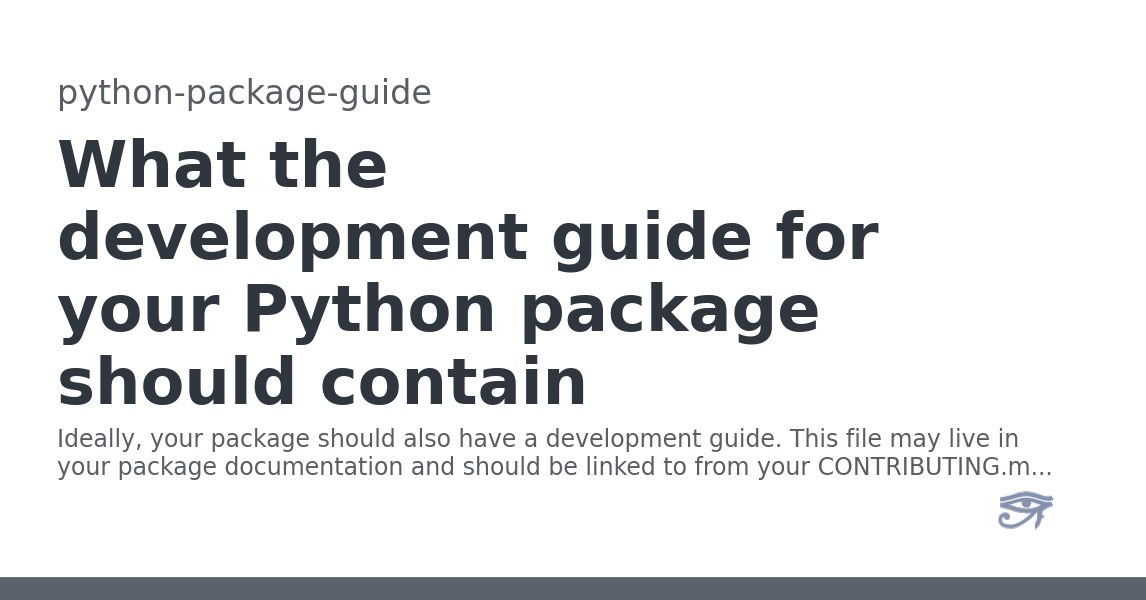 python-package-guide
What the
development guide for
your Python package
should contain
Ideally, your package should also have a development guide. This file may live in
your package documentation and should be linked to from your CONTRIBUTING.m...